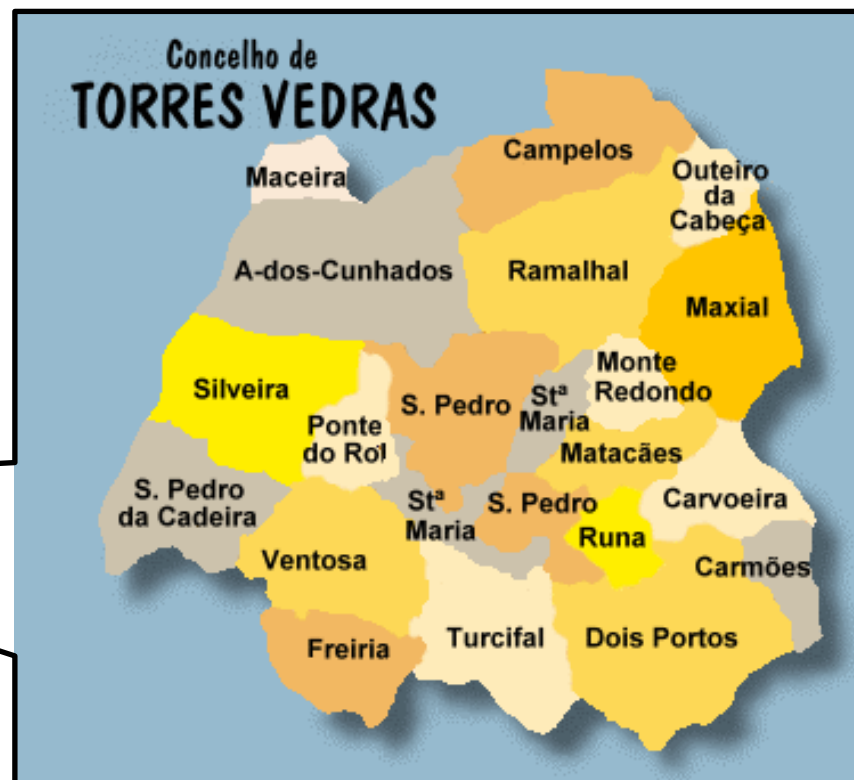 Concelho de
TORRES VEDRAS
Campelos
Maceira
Outeiro
da
Cabeça
A-dos-Cunhados
Ramalhal
Maxial
Silveira
Monte
Redondo
Stª
Maria
S. Pedro
Ponte
do Rol
Matacães
S. Pedro
da Cadeira
Stª
Maria
S. Pedro
Carvoeira
Runa
Ventosa
Carmões
Freiria
Turcifal
Dois Portos